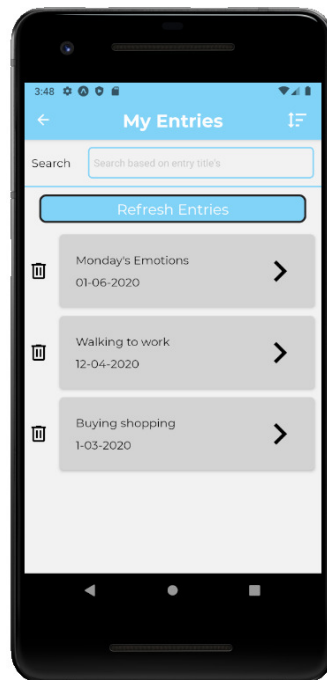 3:48
My Entries
Search
Search based on entry title's
Refresh Entries
Monday's Emotions
01-06-2020
Walking to work
12-04-2020
Buying shopping
1-03-2020